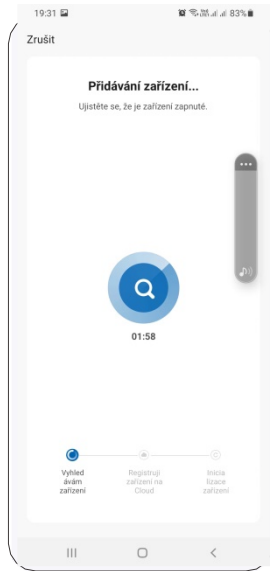 19:31
83%
Zrušit
Přidávání zařízení...
Ujistěte se, že je zařízení zapnuté.
01:58
Vyhled
ávám
zařízení
Registruji
zařízení na
Cloud
Inicia
lizace
zařízení